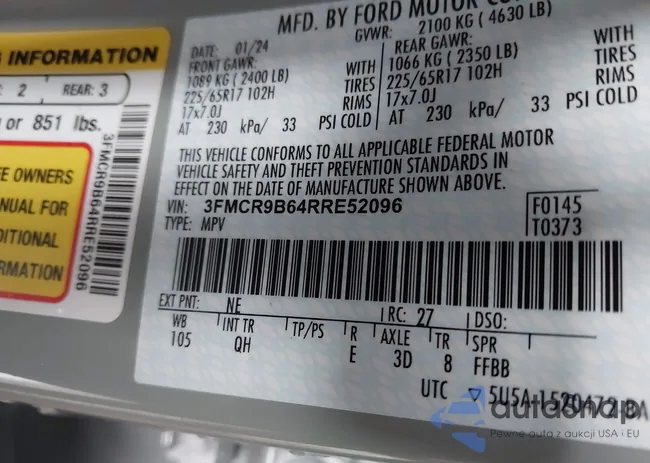 G INFORMATION
: 2 REAR: 3
or 851 lbs.
E OWNERS
NUAL FOR
DITIONAL
RMATION
3FMCR9B64RRE52096
MFD. BY FORD MOTOR CO
DATE: 01/24 GVWR: 2100 KG ( 4630 LB)
FRONT GAWR: REAR GAWR:
1089 KG ( 2400 LB) WITH 1066 KG ( 2350 LB) WITH
225/65R17 102H TIRES 225/65R17 102H TIRES
17x7.0J RIMS 17x7.0J RIMS
AT 230 kPa/ 33 PSI COLD AT 230 kPa/ 33 PSI COLD
THIS VEHICLE CONFORMS TO ALL APPLICABLE FEDERAL MOTOR
VEHICLE SAFETY AND THEFT PREVENTION STANDARDS IN
EFFECT ON THE DATE OF MANUFACTURE SHOWN ABOVE.
VIN: 3FMCR9B64RRE52096 F0145
TYPE: MPV T0373
EXT PNT: NE RC: 27 DSO:
WB INT TR TP/PS R AXLE TR SPR
105 QH E 3D 8 FFBB
UTC ▽ 5U5A-1520472-BA
autosnap
Pewne auta z aukcji USA i EU